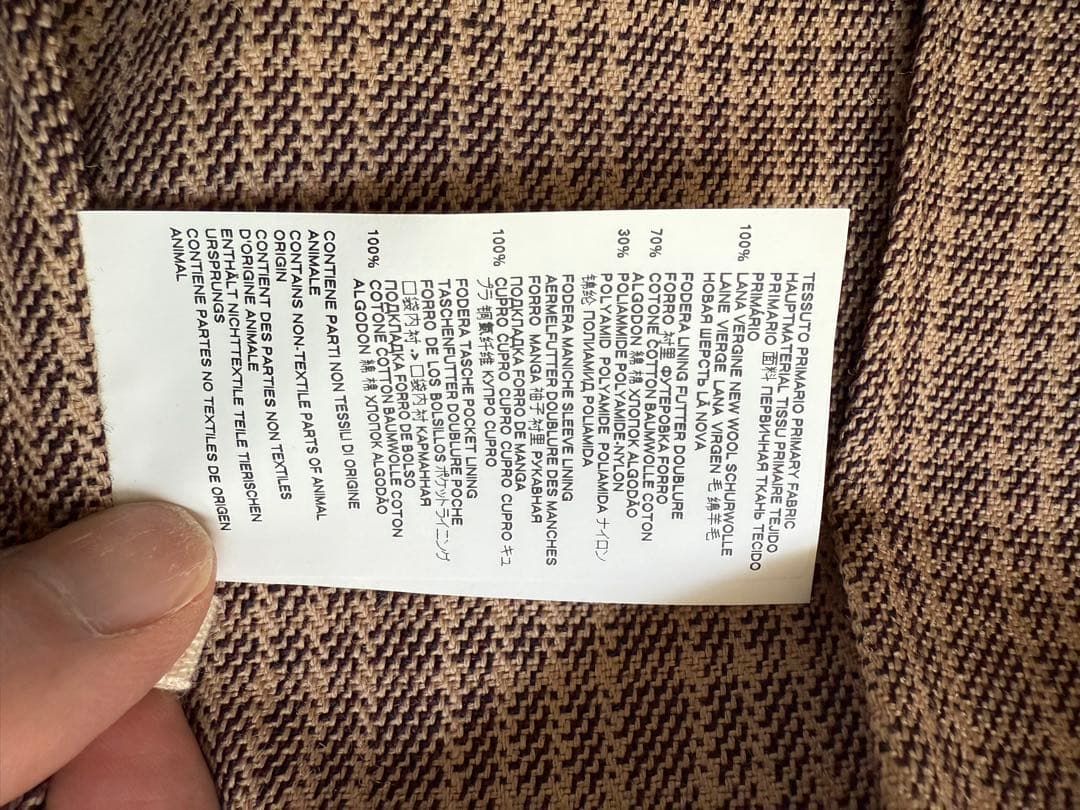 TESSUTO PRIMARIO PRIMARY FABRIC
HAUPTMATERIAL TISSU PRIMAIRE TEJIDO
PRIMARIO 面料 ПЕРВИЧНАЯ ТКАНЬ TECIDO
PRIMÁRIO
100% LANA VERGINE NEW WOOL SCHURWOLLE
LAINE VIERGE LANA VIRGEN 毛 绵羊毛
НОВАЯ ШЕРСТЬ LÃ NOVA
FODERA LINING FUTTER DOUBLURE
FORRO 衬里 ФУТЕРОВКА FORRO
70% COTONE COTTON BAUMWOLLE COTON
ALGODON 綿 棉 ХЛОПОК ALGODÃO
30% POLIAMMIDE POLYAMIDE-NYLON
POLYAMID POLYAMIDE POLIAMIDA ナイロン
锦纶 ПОЛИАМИД POLIAMIDA
FODERA MANICHE SLEEVE LINING
AERMELFUTTER DOUBLURE DES MANCHES
FORRO MANGA 袖子 衬里 РУКАВНАЯ
ПОДКЛАДКА FORRO DE MANGA
100% CUPRO CUPRO CUPRO CUPRO CUPRO キュ
プラ 铜氨纤维 КУПРО CUPRO
FODERA TASCHE POCKET LINING
TASCHENFUTTER DOUBLURE POCHE
FORRO DE LOS BOLSILLOS ポケットライニング
口袋内衬 -> 口袋内衬 КАРМАННАЯ
ПОДКЛАДКА FORRO DE BOLSO
100% COTONE COTTON BAUMWOLLE COTON
ALGODON 綿 棉 ХЛОПОК ALGODÃO
CONTIENE PARTI NON TESSILI DI ORIGINE
ANIMALE
CONTAINS NON-TEXTILE PARTS OF ANIMAL
ORIGIN
CONTIENT DES PARTIES NON TEXTILES
D'ORIGINE ANIMALE
ENTHÄLT NICHTTEXTILE TEILE TIERISCHEN
URSPRUNGS
CONTIENE PARTES NO TEXTILES DE ORIGEN
ANIMAL